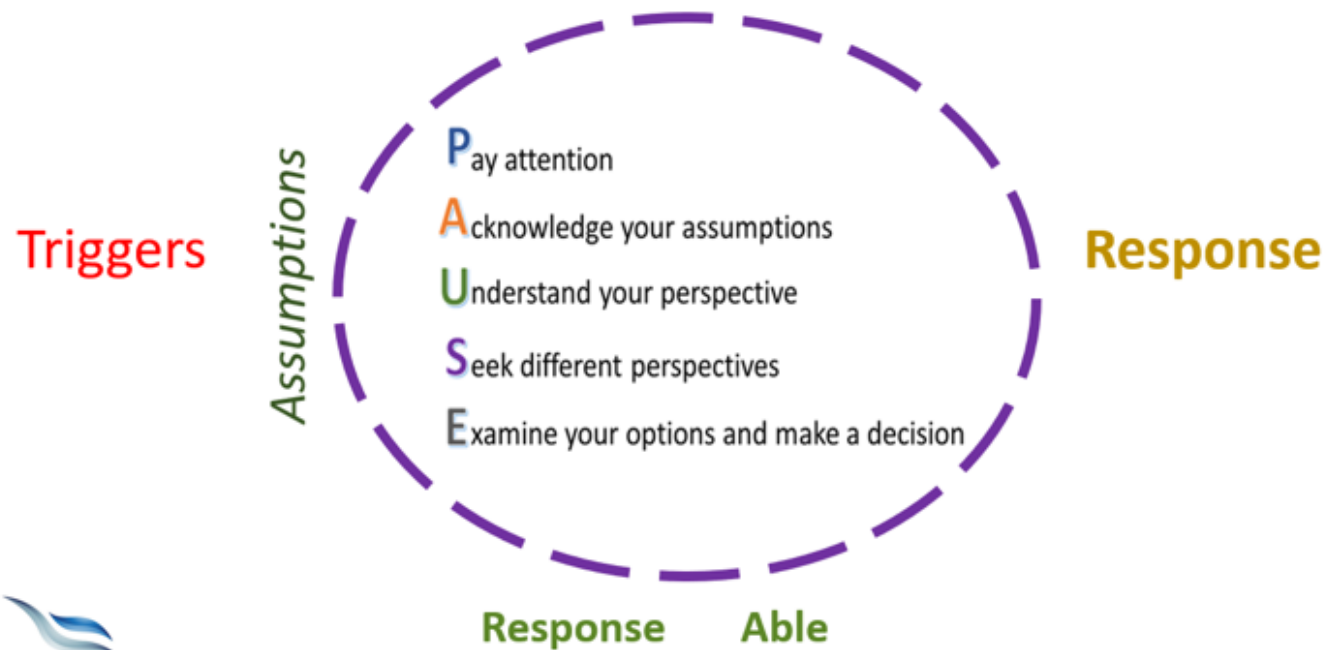 Pay attention
Acknowledge your assumptions
Triggers
Assumptions
Understand your perspective
Response
Seek different perspectives
Examine your options and make a decision
Response Able